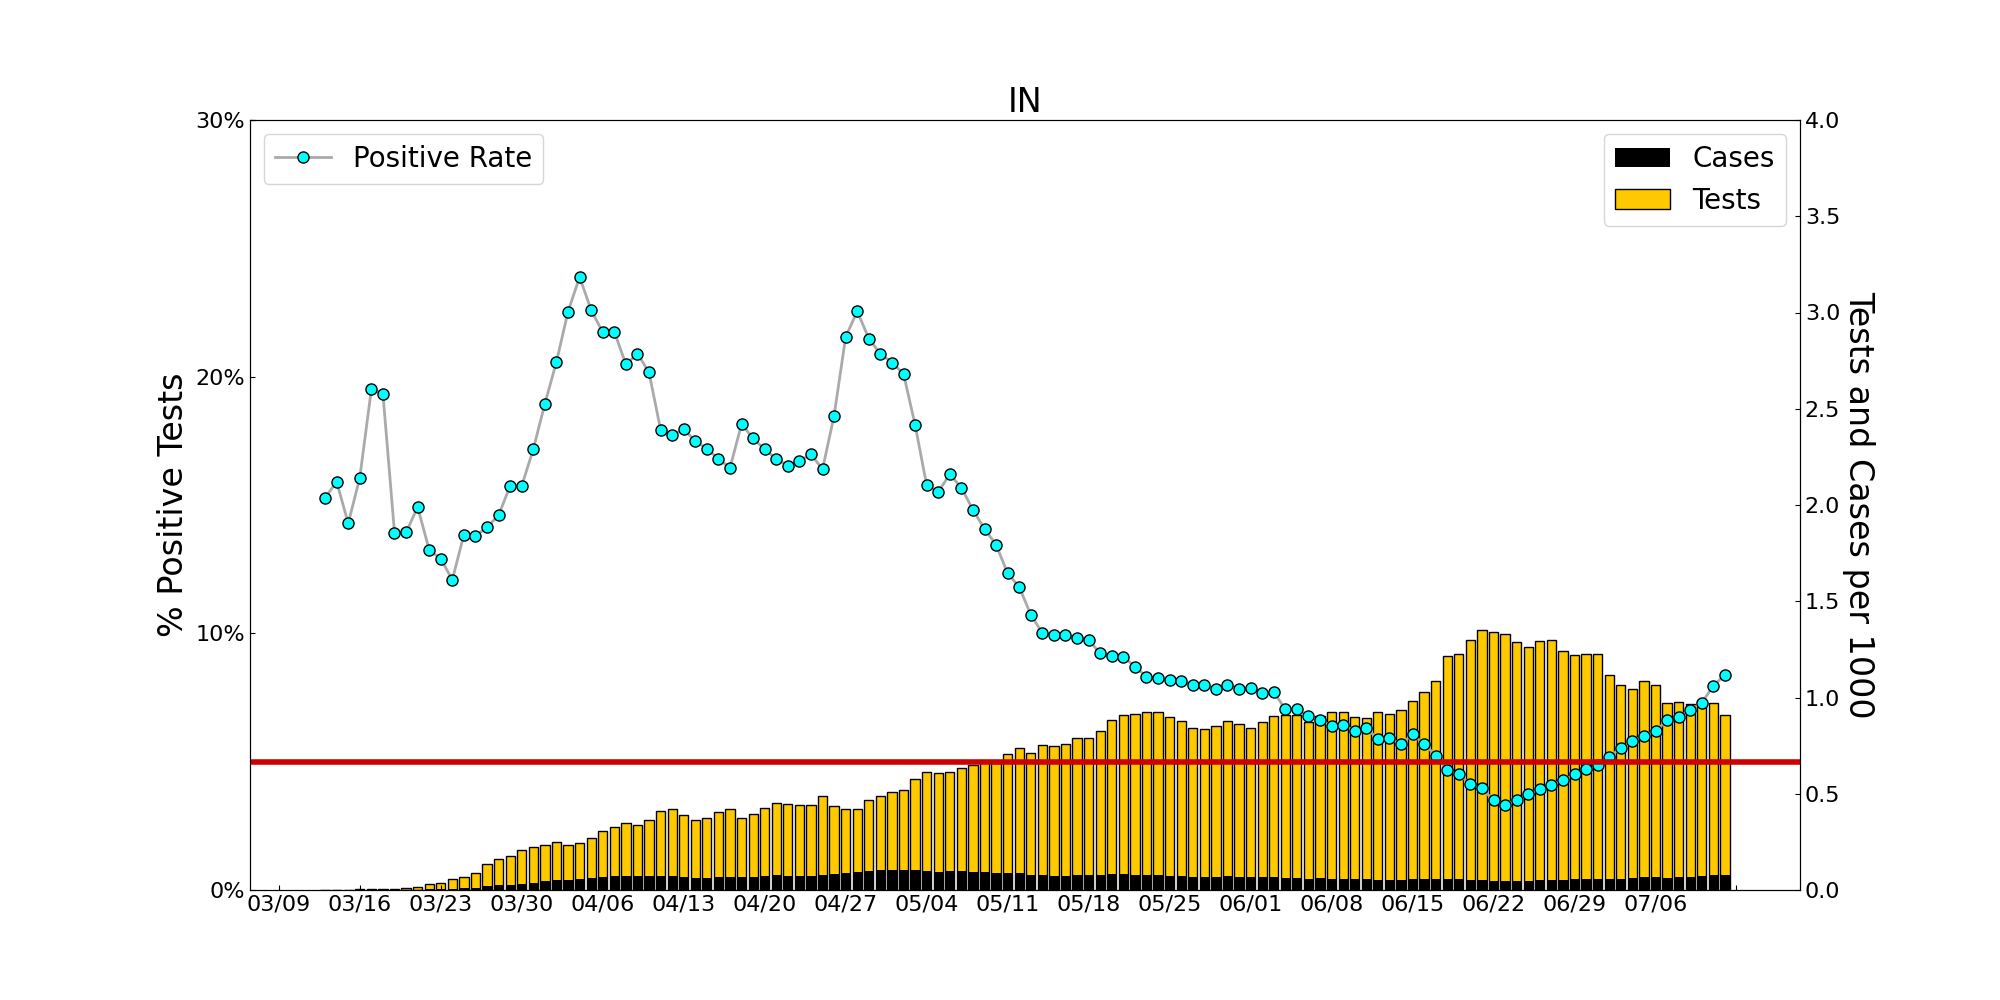 IN
Positive Rate
Cases
Tests
% Positive Tests
30%
20%
10%
0%
4.0
3.5
3.0
2.5
2.0
1.5
1.0
0.5
0.0
Tests and Cases per 1000
03/09 03/16 03/23 03/30 04/06 04/13 04/20 04/27 05/04 05/11 05/18 05/25 06/01 06/08 06/15 06/22 06/29 07/06